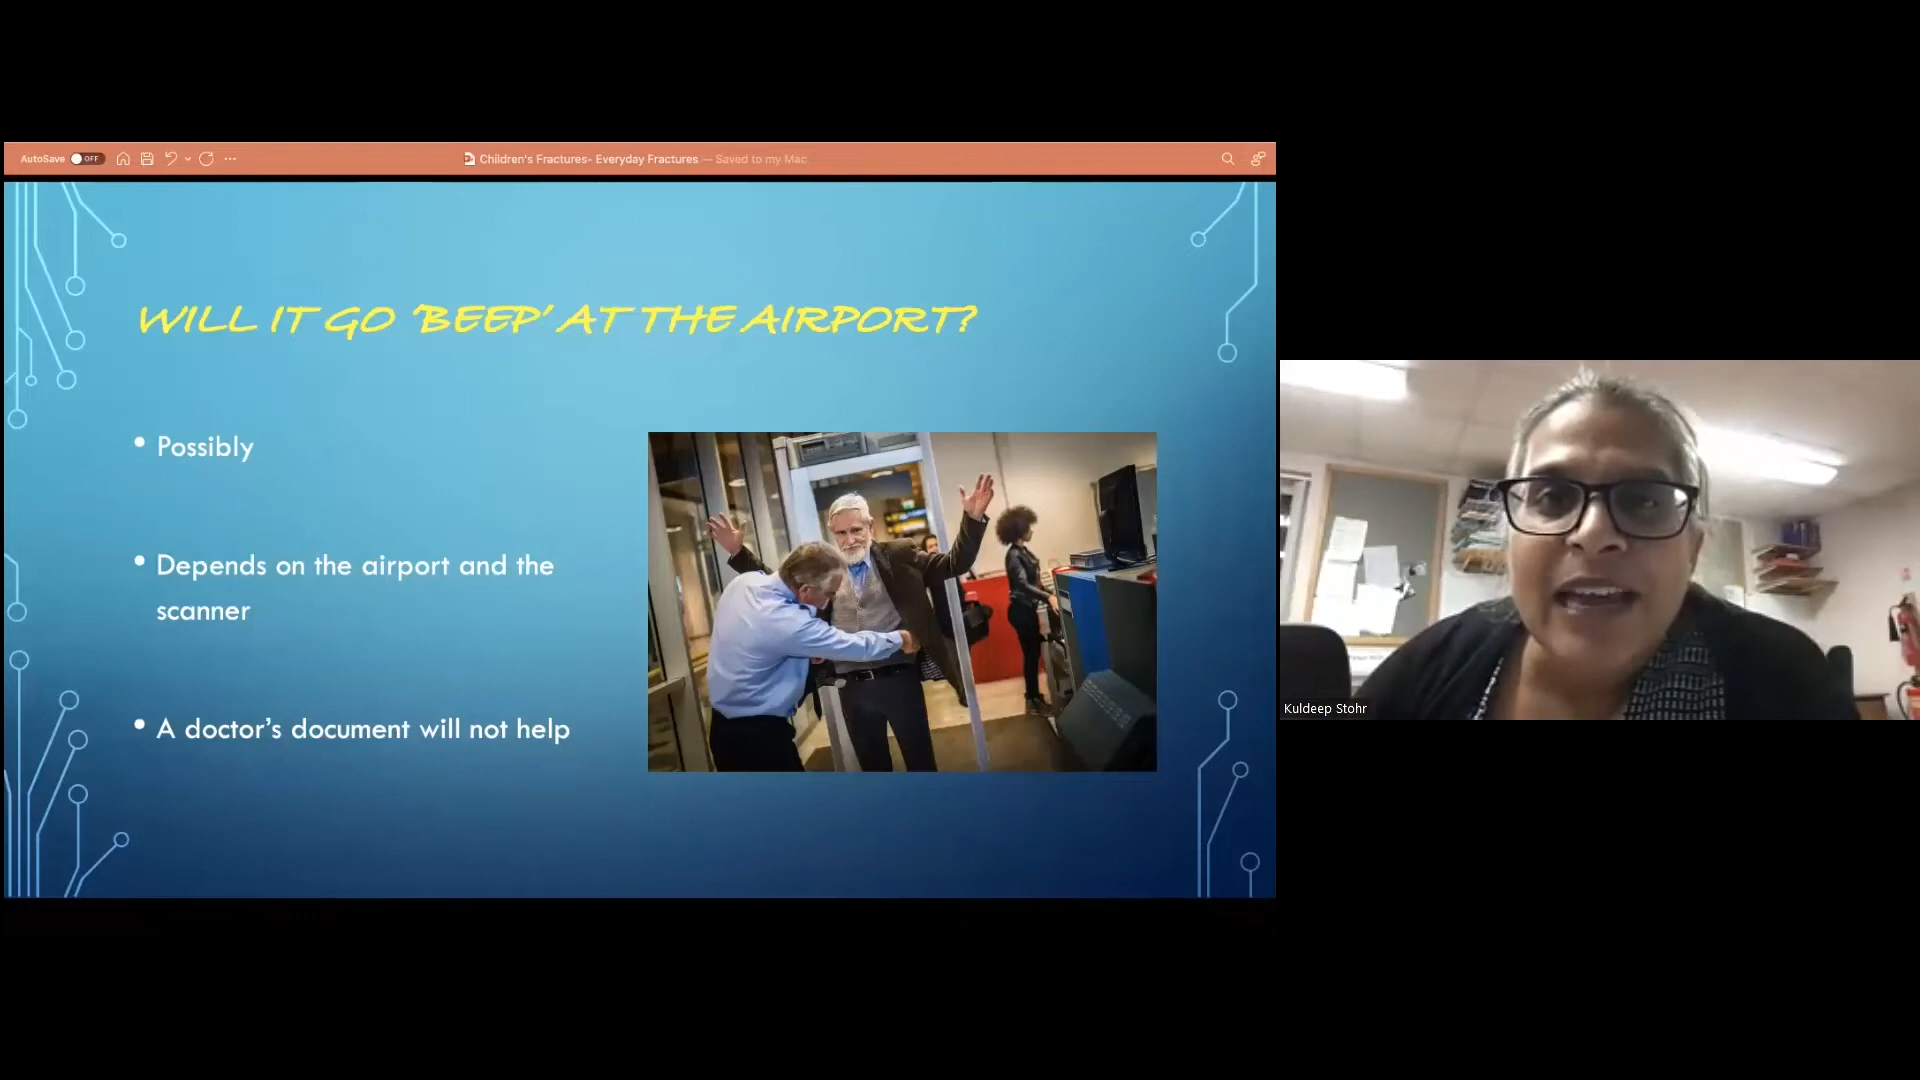 AutoSave OFF
Children's Fractures- Everyday Fractures — Saved to my Mac
WILL IT GO ‘BEEP’ AT THE AIRPORT?
• Possibly
• Depends on the airport and the
scanner
• A doctor’s document will not help
Kuldeep Stohr